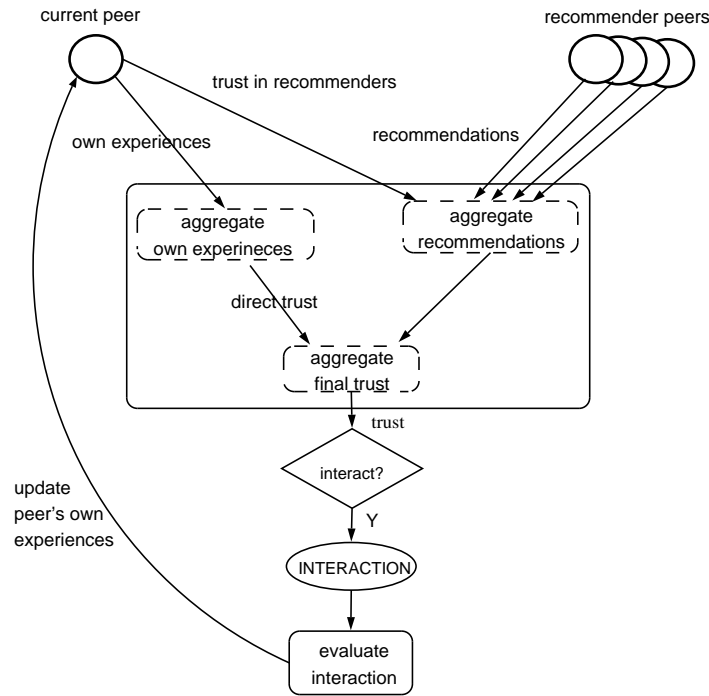 current peer
recommender peers
trust in recommenders
own experiences
recommendations
aggregate
own experineces
aggregate
recommendations
direct trust
aggregate
final trust
trust
interact?
update
peer's own
experiences
Y
INTERACTION
evaluate
interaction